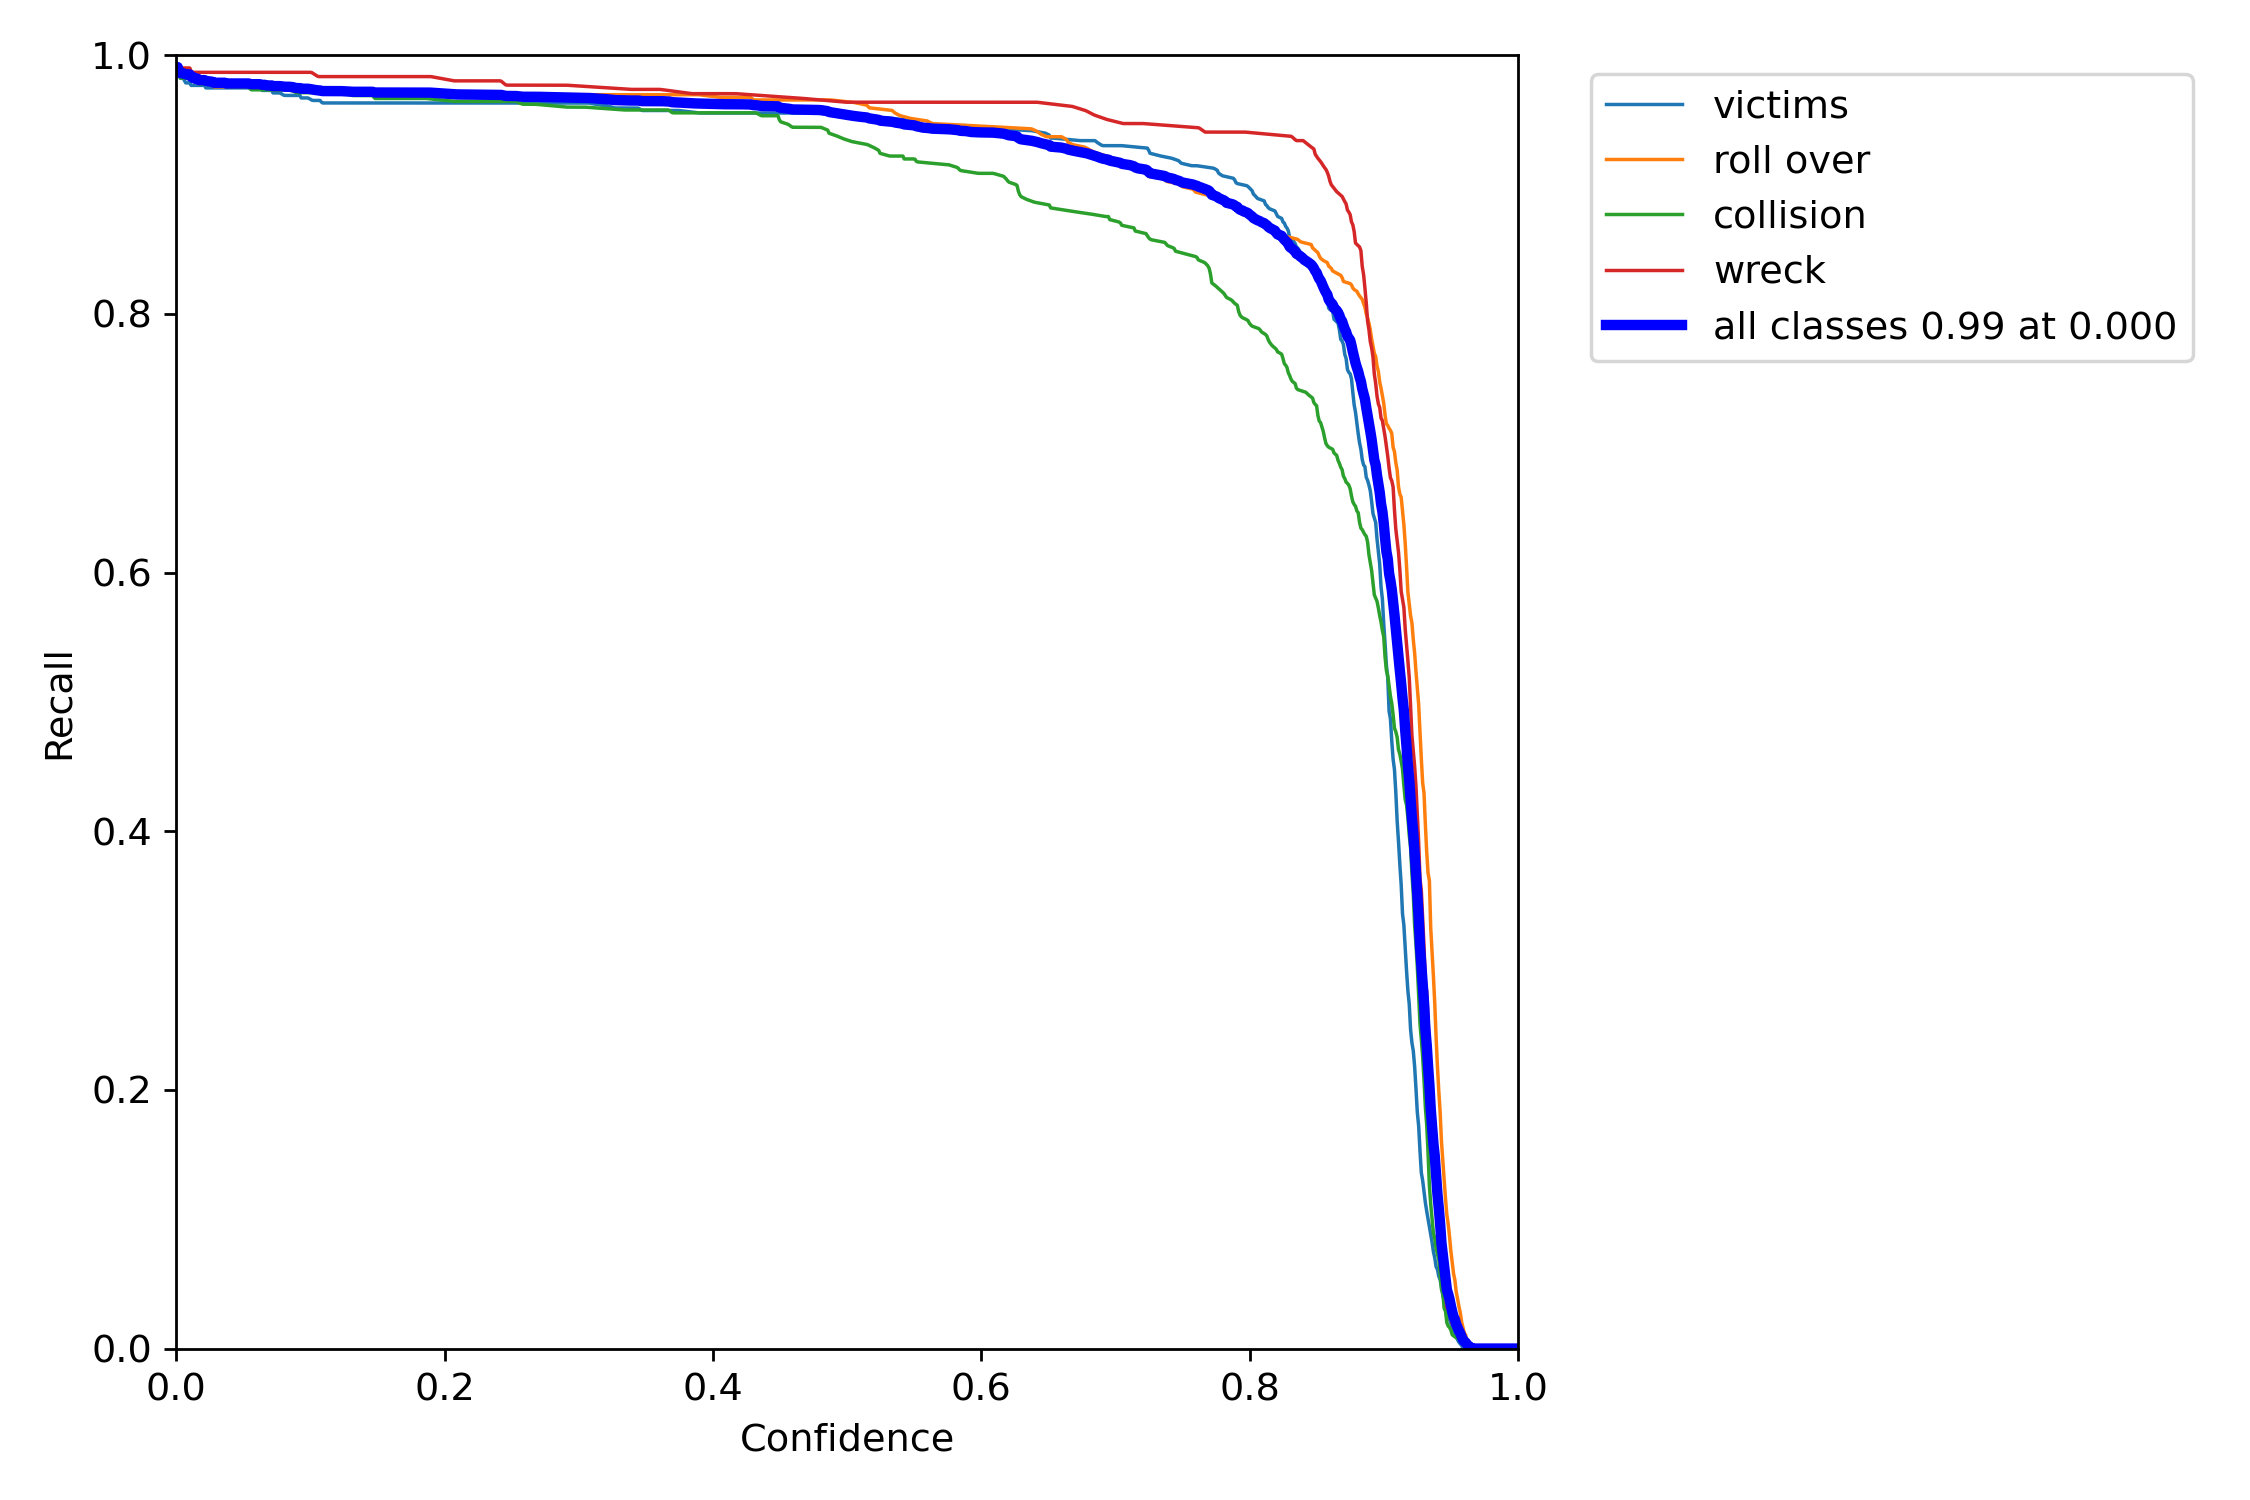 1.0
0.8
0.6
0.4
0.2
0.0
Recall
0.0 0.2 0.4 0.6 0.8 1.0
Confidence
victims
roll over
collision
wreck
all classes 0.99 at 0.000